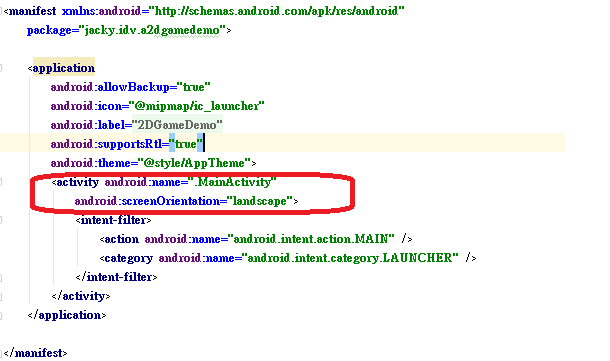 <manifest xmlns:android="http://schemas.android.com/apk/res/android"
package="jacky.idv.a2dgamedemo">
<application
android:allowBackup="true"
android:icon="@mipmap/ic_launcher"
android:label="2DGameDemo"
android:supportsRtl="true"
android:theme="@style/AppTheme">
<activity android:name=".MainActivity"
android:screenOrientation="landscape">
<intent-filter>
<action android:name="android.intent.action.MAIN" />
<category android:name="android.intent.category.LAUNCHER" />
</intent-filter>
</activity>
</application>
</manifest>